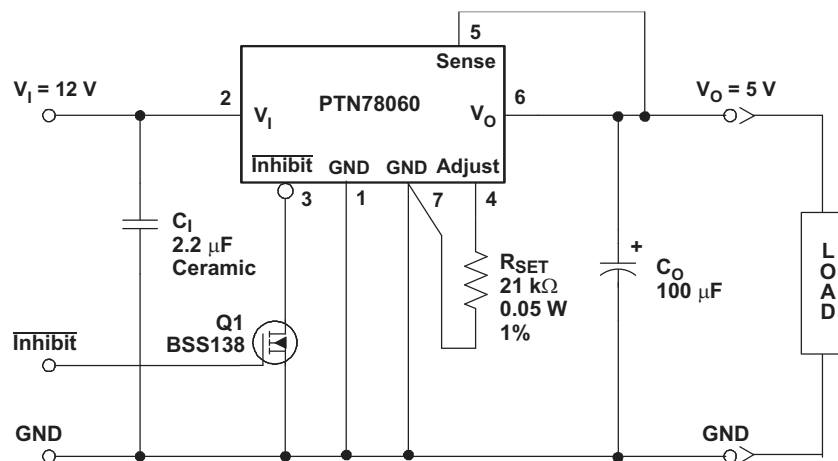 5
Sense
V_I = 12 V
2
V_I
PTN78060
V_O
6
V_O = 5 V
Inhibit
GND
GND
Adjust
3
1
7
4
C_I
2.2 μF
Ceramic
R_SET
21 kΩ
0.05 W
1%
+
C_O
100 μF
LOAD
Q1
BSS138
Inhibit
GND
GND